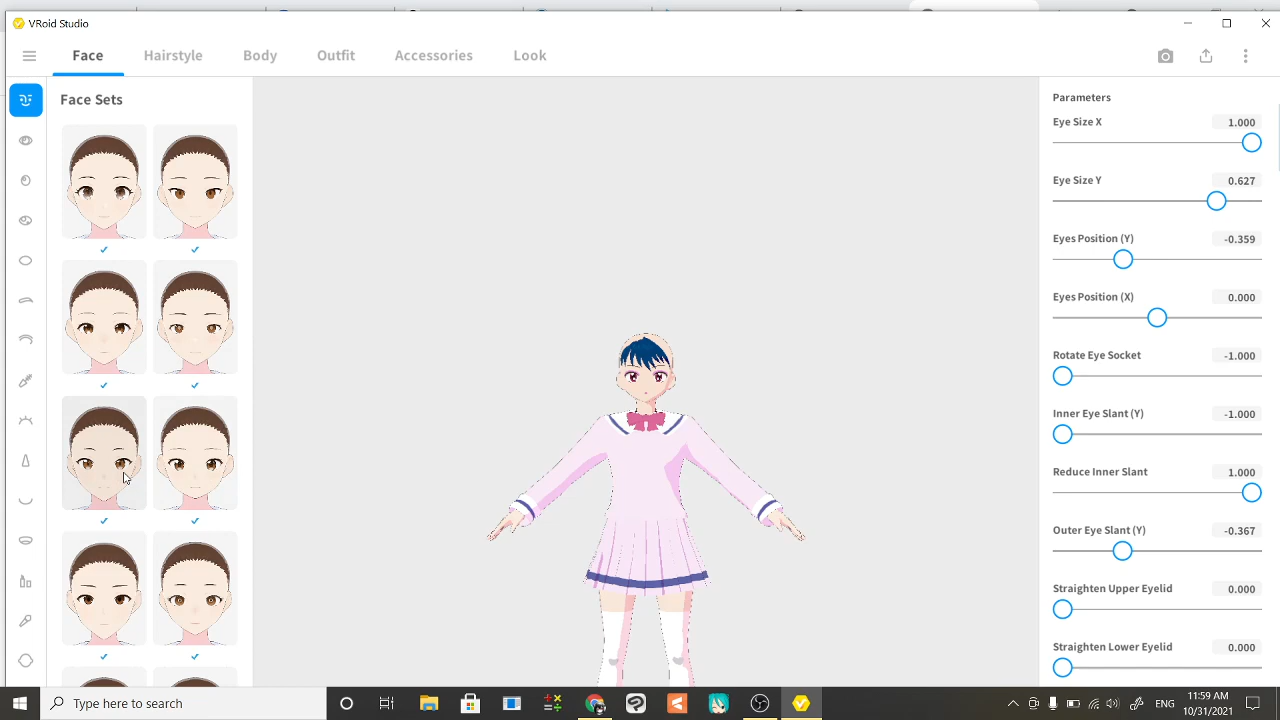 VRoid Studio
Face Hairstyle Body Outfit Accessories Look
Face Sets
Parameters
Eye Size X 1.000
Eye Size Y 0.627
Eyes Position (Y) -0.359
Eyes Position (X) 0.000
Rotate Eye Socket -1.000
Inner Eye Slant (Y) -1.000
Reduce Inner Slant 1.000
Outer Eye Slant (Y) -0.367
Straighten Upper Eyelid 0.000
Straighten Lower Eyelid 0.000
Type here to search
ENG
11:59 AM
10/31/2021